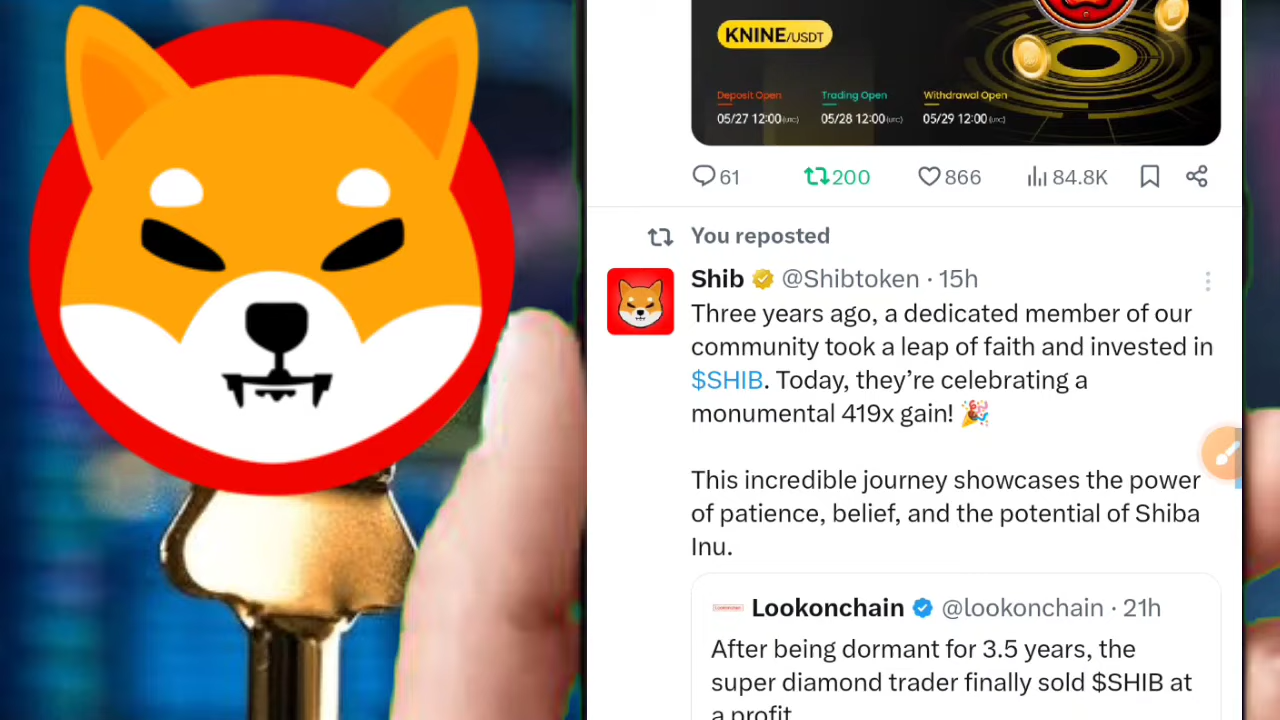 KNINE/USDT
Deposit Open Trading Open Withdrawal Open
05/27 12:00(UTC) 05/28 12:00(UTC) 05/29 12:00(UTC)
61 200 866 84.8K
You reposted
Shib @Shibtoken · 15h
Three years ago, a dedicated member of our
community took a leap of faith and invested in
$SHIB. Today, they’re celebrating a
monumental 419x gain! 🎉
This incredible journey showcases the power
of patience, belief, and the potential of Shiba
Inu.
Lookonchain @lookonchain · 21h
After being dormant for 3.5 years, the
super diamond trader finally sold $SHIB at
a profit